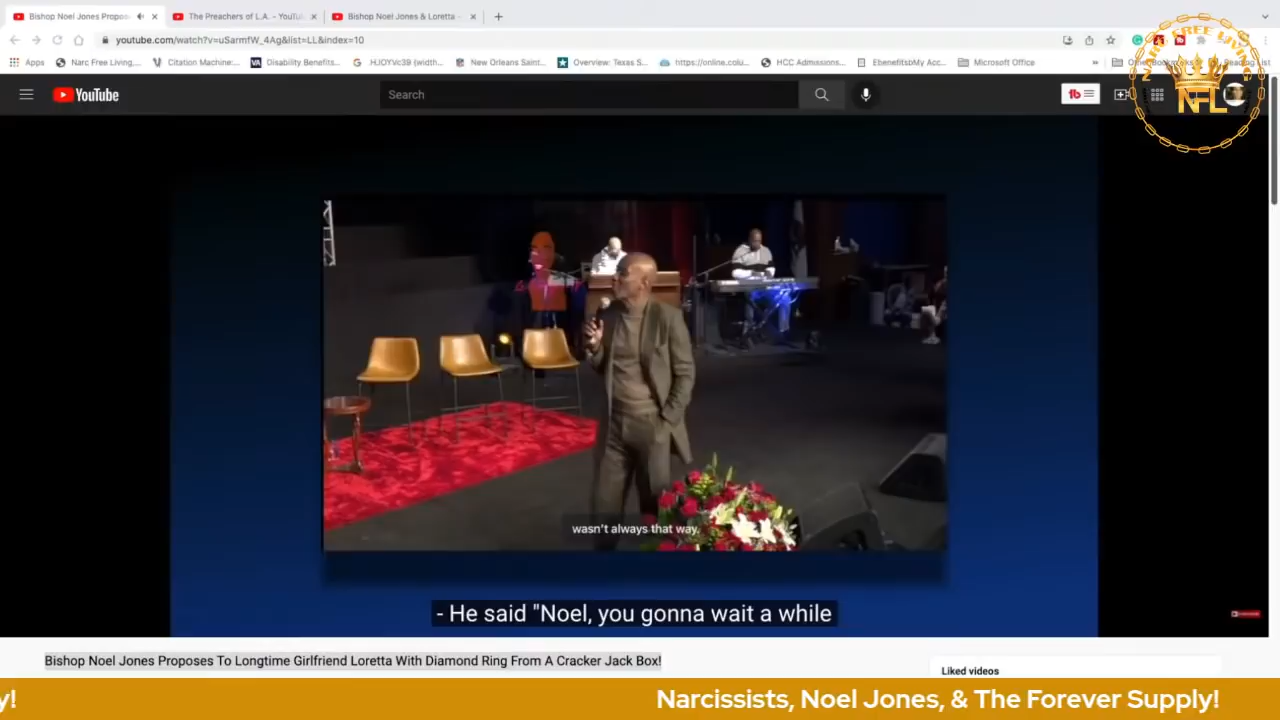 Bishop Noel Jones Propos
The Preachers of L.A. - YouTu
Bishop Noel Jones & Loretta -
youtube.com/watch?v=uSarmfW_4Ag&list=LL&index=10
Apps
Narc Free Living,...
Citation Machine:...
VA Disability Benefits...
HJOYVc39 (width...
New Orleans Saint...
Overview: Texas S...
https://online.colu...
HCC Admissions...
EbenefitsMy Acc...
Microsoft Office
»
YouTube
Search
NFL
wasn't always that way.
- He said "Noel, you gonna wait a while
Bishop Noel Jones Proposes To Longtime Girlfriend Loretta With Diamond Ring From A Cracker Jack Box!
Liked videos
y!
Narcissists, Noel Jones, & The Forever Supply!